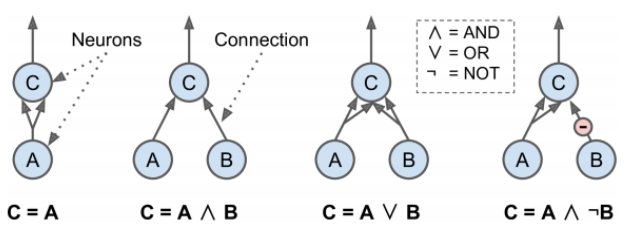 Neurons
Connection
∧ = AND
∨ = OR
¬ = NOT
C
C
C
C
A
A
B
A
B
A
−
B
C = A
C = A ∧ B
C = A ∨ B
C = A ∧ ¬B